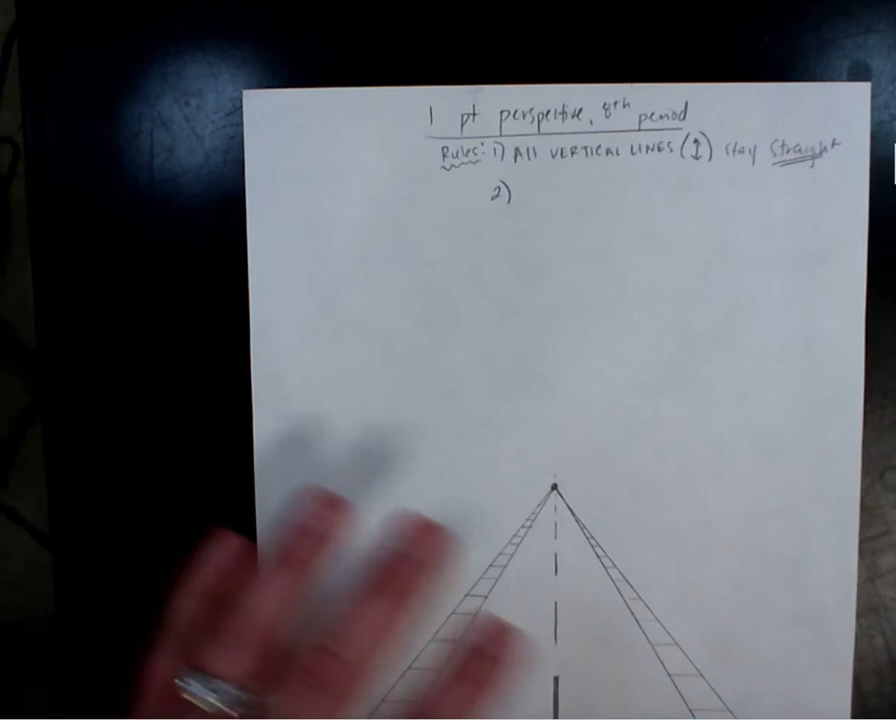 1 pt perspective, 8th period
Rules: 1) All VERTICAL LINES (↕) stay straight
2)